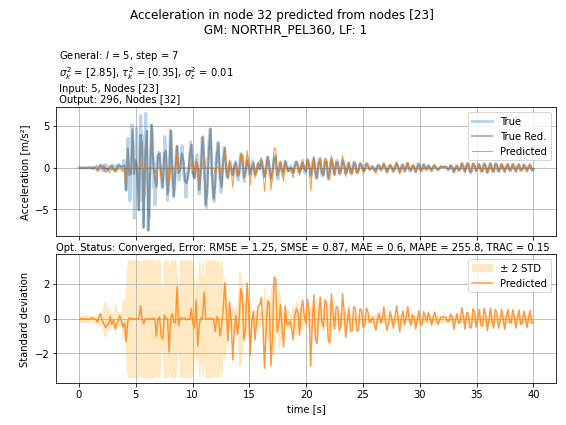 Acceleration in node 32 predicted from nodes [23]
GM: NORTHR_PEL360, LF: 1
General: l = 5, step = 7
σ²ₖ = [2.85], τ²ₖ = [0.35], σ²ε = 0.01
Input: 5, Nodes [23]
Output: 296, Nodes [32]
Acceleration [m/s²]
5
0
−5
True
True Red.
Predicted
Opt. Status: Converged, Error: RMSE = 1.25, SMSE = 0.87, MAE = 0.6, MAPE = 255.8, TRAC = 0.15
Standard deviation
2
0
−2
± 2 STD
Predicted
0 5 10 15 20 25 30 35 40
time [s]